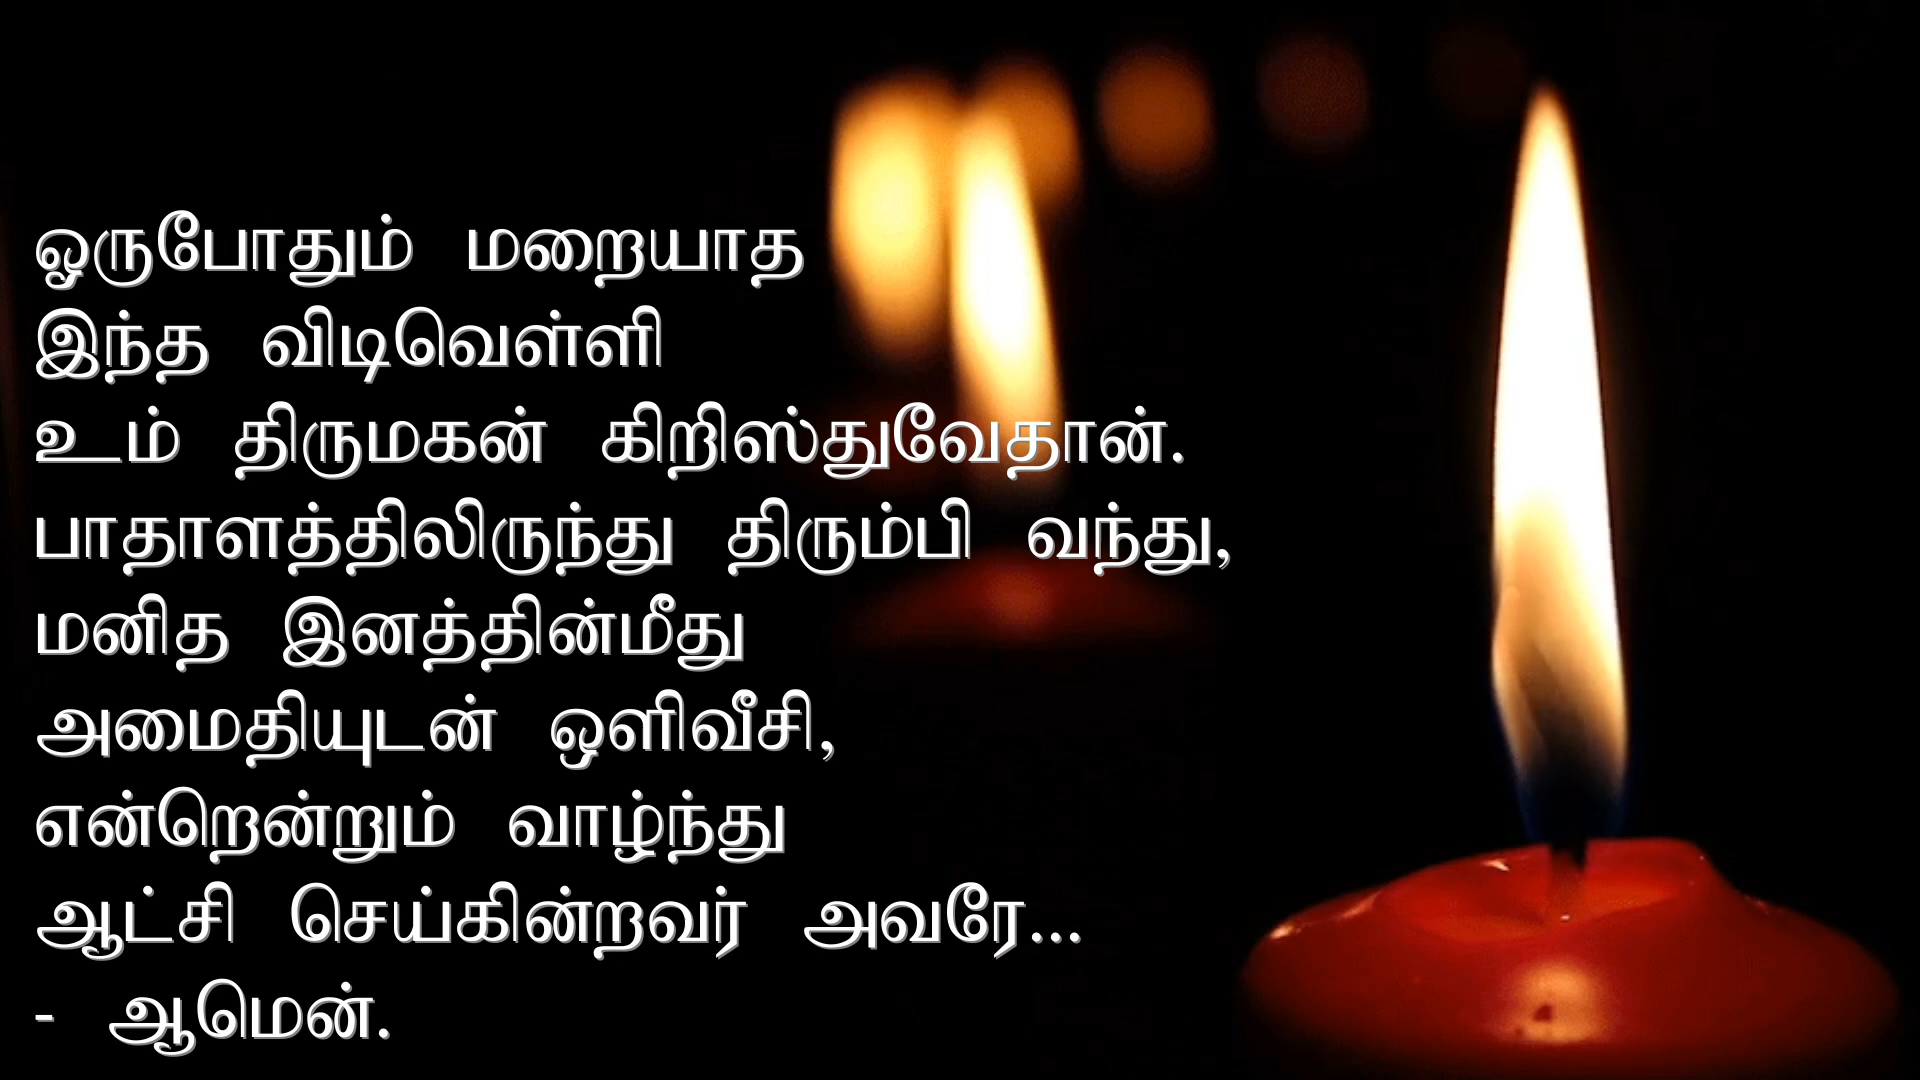 ஒருபோதும் மறையாத
இந்த விடிவெள்ளி
உம் திருமகன் கிறிஸ்துவேதான்.
பாதாளத்திலிருந்து திரும்பி வந்து,
மனித இனத்தின்மீது
அமைதியுடன் ஒளிவீசி,
என்றென்றும் வாழ்ந்து
ஆட்சி செய்கின்றவர் அவரே...
- ஆமென்.